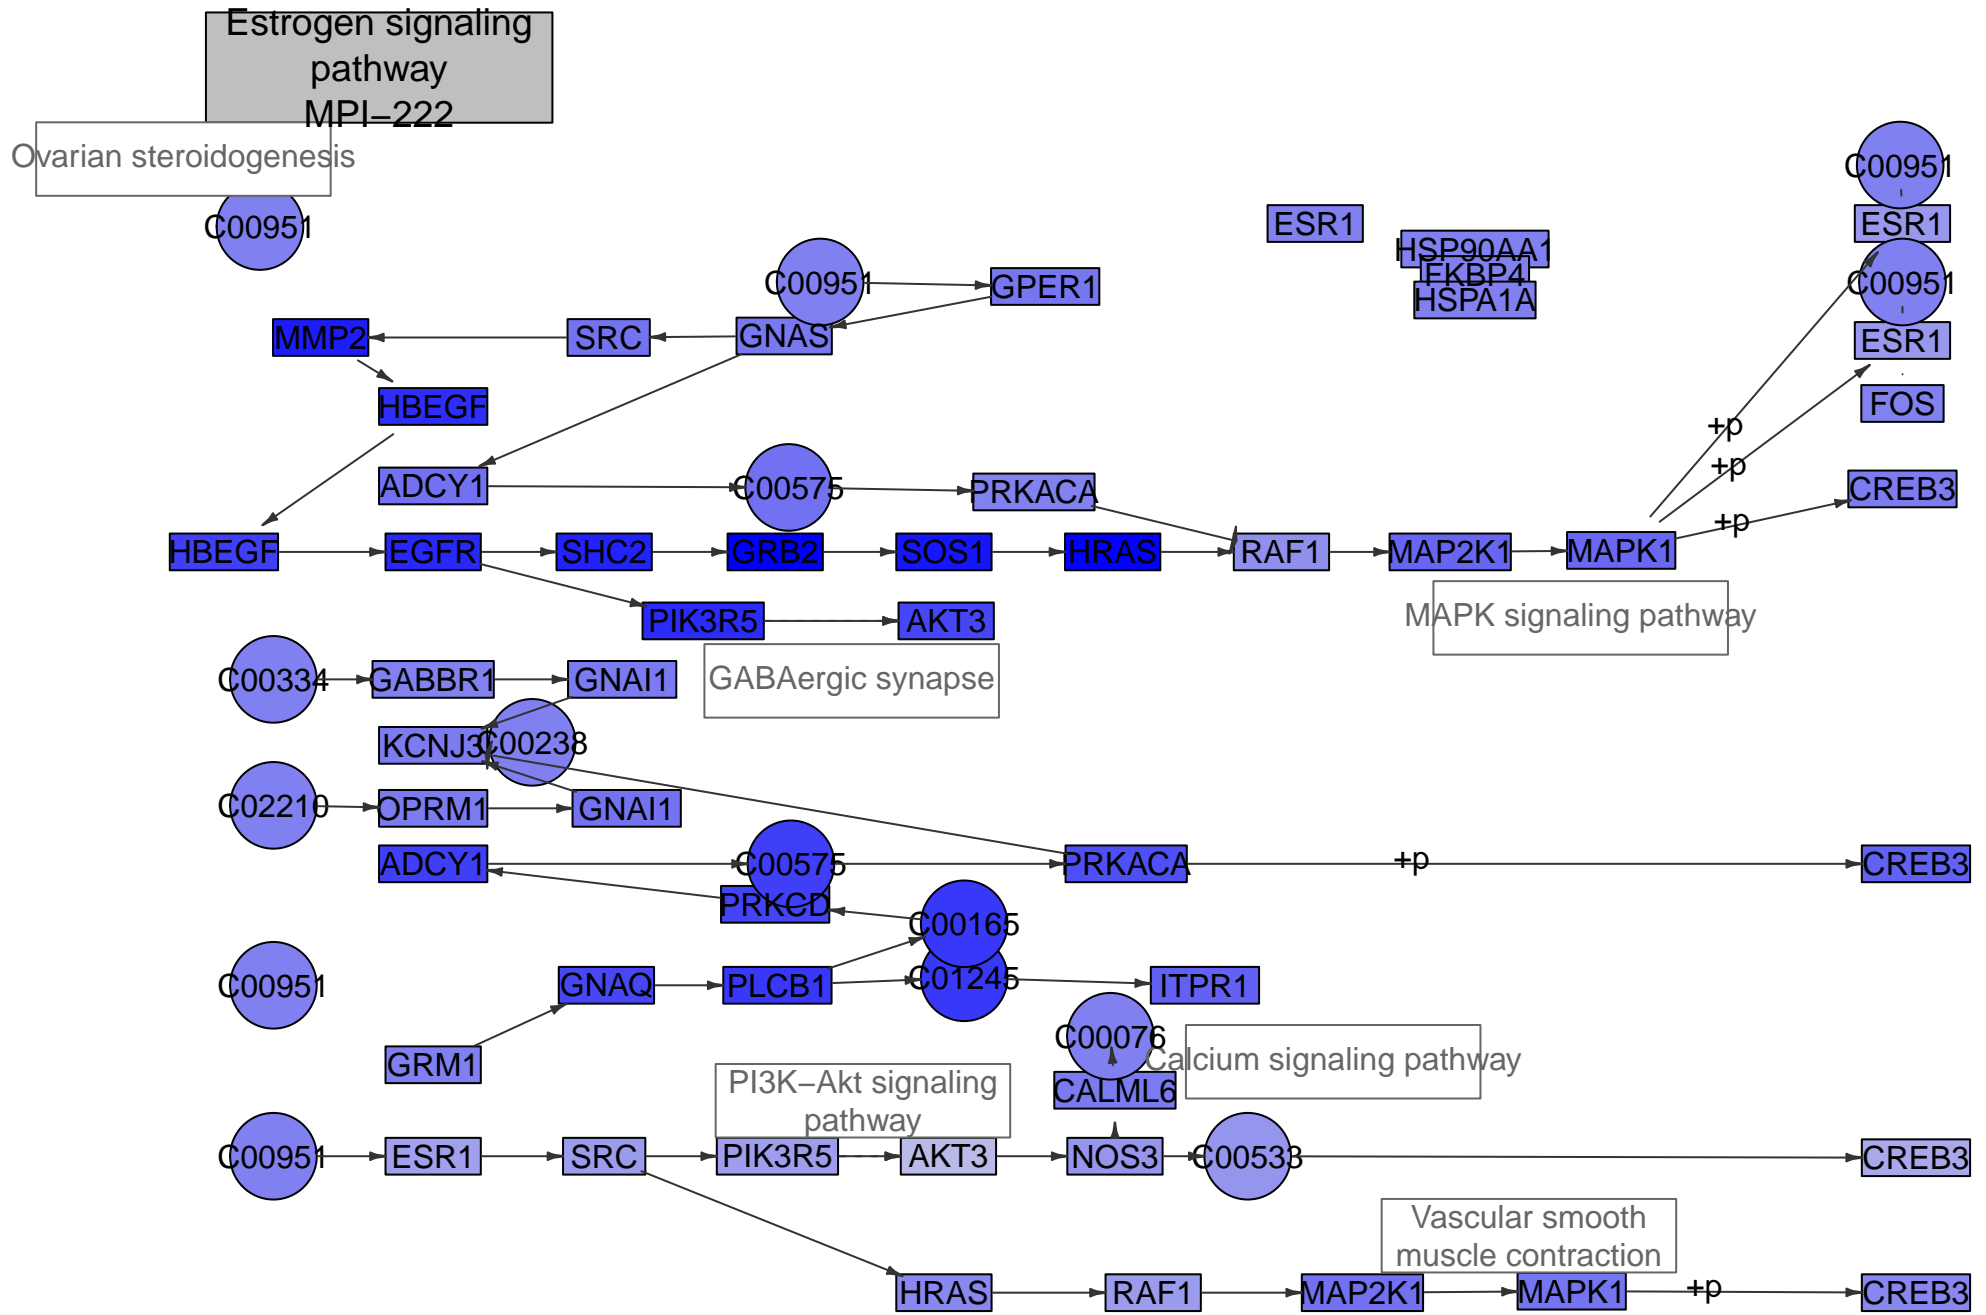 Estrogen signaling
pathway
MPI−222
Ovarian steroidogenesis
C00951
C00951
ESR1
ESR1
HSP90AA1
FKBP4
HSPA1A
C00951
GPER1
C00951
ESR1
MMP2
SRC
GNAS
HBEGF
FOS
+p
+p
ADCY1
C00575
PRKACA
CREB3
+p
HBEGF
EGFR
SHC2
GRB2
SOS1
HRAS
RAF1
MAP2K1
MAPK1
PIK3R5
AKT3
MAPK signaling pathway
C00334
GABBR1
GNAI1
GABAergic synapse
KCNJ3
C00238
C02210
OPRM1
GNAI1
ADCY1
C00575
PRKACA
+p
CREB3
PRKCD
C00165
C00951
GNAQ
PLCB1
C01245
ITPR1
C00076
Calcium signaling pathway
GRM1
CALML6
PI3K−Akt signaling
pathway
C00951
ESR1
SRC
PIK3R5
AKT3
NOS3
C00533
CREB3
Vascular smooth
muscle contraction
HRAS
RAF1
MAP2K1
MAPK1
+p
CREB3